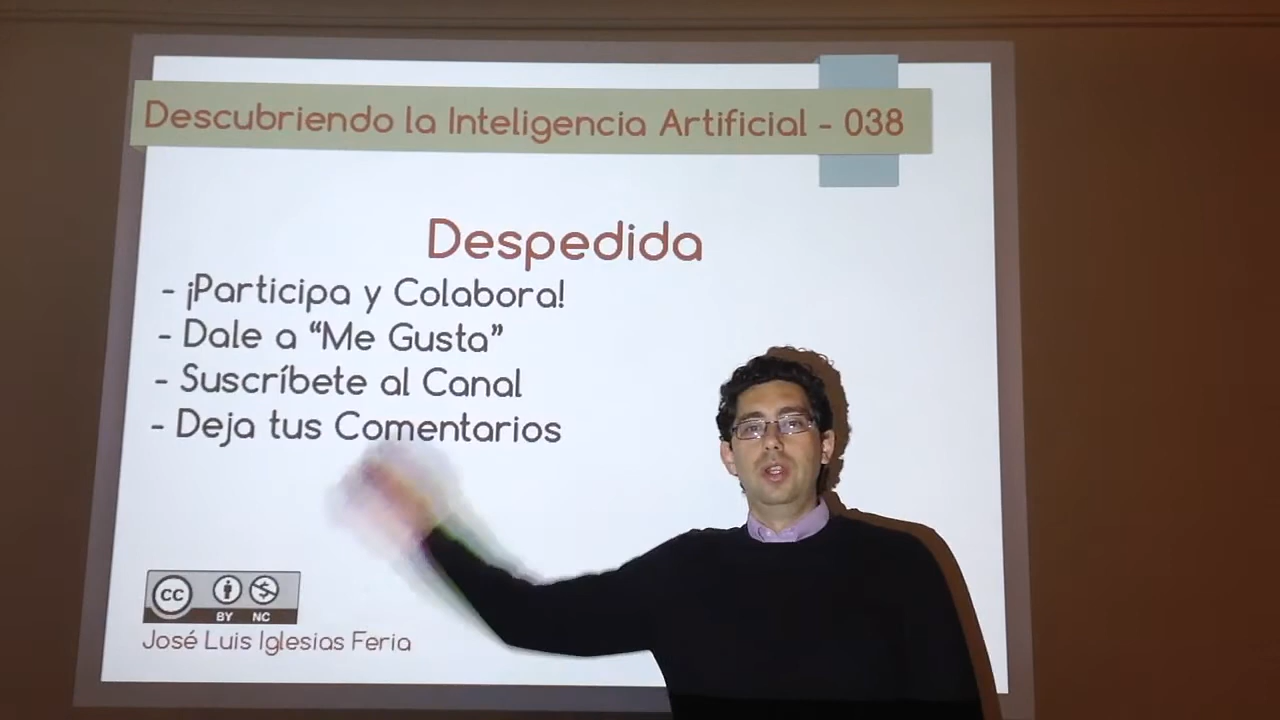 Descubriendo la Inteligencia Artificial - 038
Despedida
- ¡Participa y Colabora!
- Dale a “Me Gusta”
- Suscríbete al Canal
- Deja tus Comentarios
cc
BY NC
José Luis Iglesias Feria